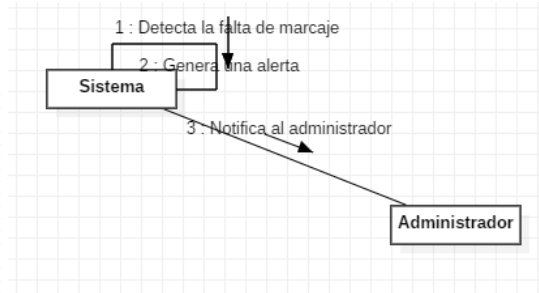 1 : Detecta la falta de marcaje
2 : Genera una alerta
Sistema
3 : Notifica al administrador
Administrador